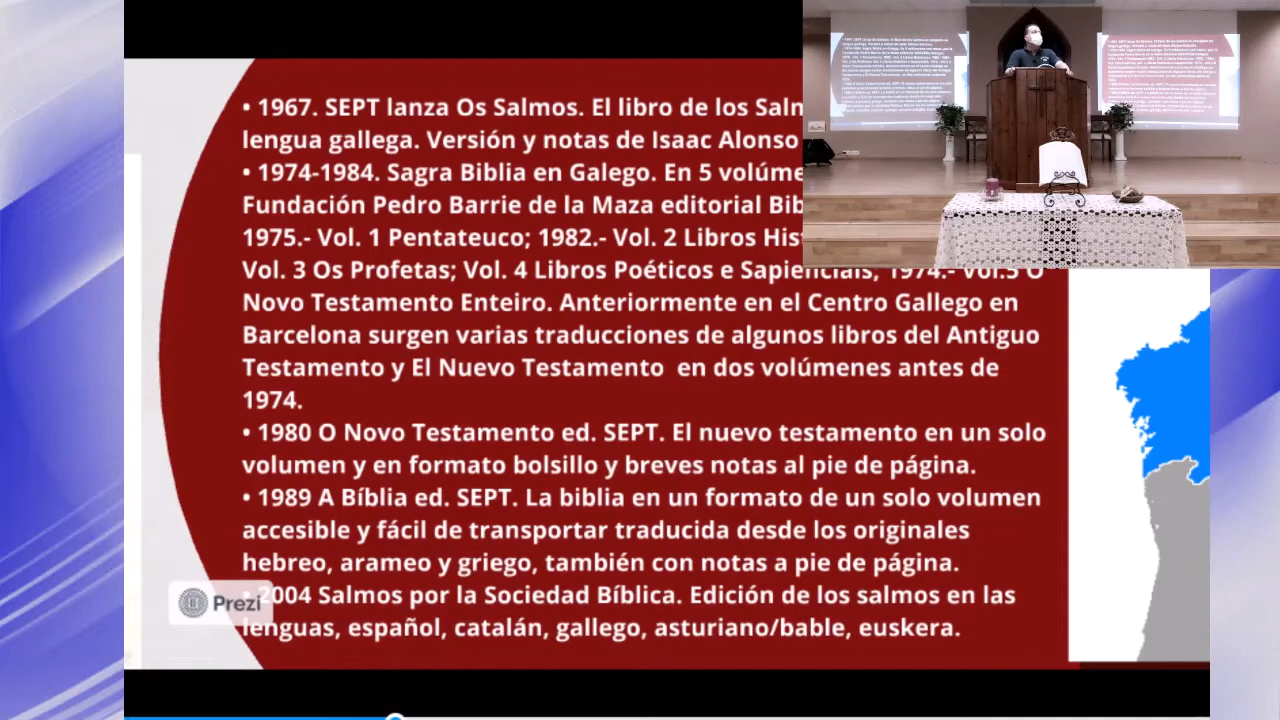 • 1967. SEPT lanza Os Salmos. El libro de los Salm
lengua gallega. Versión y notas de Isaac Alonso
• 1974-1984. Sagra Biblia en Galego. En 5 volúme
Fundación Pedro Barrie de la Maza editorial Bib
1975.- Vol. 1 Pentateuco; 1982.- Vol. 2 Libros Hist
Vol. 3 Os Profetas; Vol. 4 Libros Poéticos e Sapienciais; 1974.- Vol.5 O
Novo Testamento Enteiro. Anteriormente en el Centro Gallego en
Barcelona surgen varias traducciones de algunos libros del Antiguo
Testamento y El Nuevo Testamento en dos volúmenes antes de
1974.
• 1980 O Novo Testamento ed. SEPT. El nuevo testamento en un solo
volumen y en formato bolsillo y breves notas al pie de página.
• 1989 A Bíblia ed. SEPT. La biblia en un formato de un solo volumen
accesible y fácil de transportar traducida desde los originales
hebreo, arameo y griego, también con notas a pie de página.
• 2004 Salmos por la Sociedad Bíblica. Edición de los salmos en las
lenguas, español, catalán, gallego, asturiano/bable, euskera.
Prezi